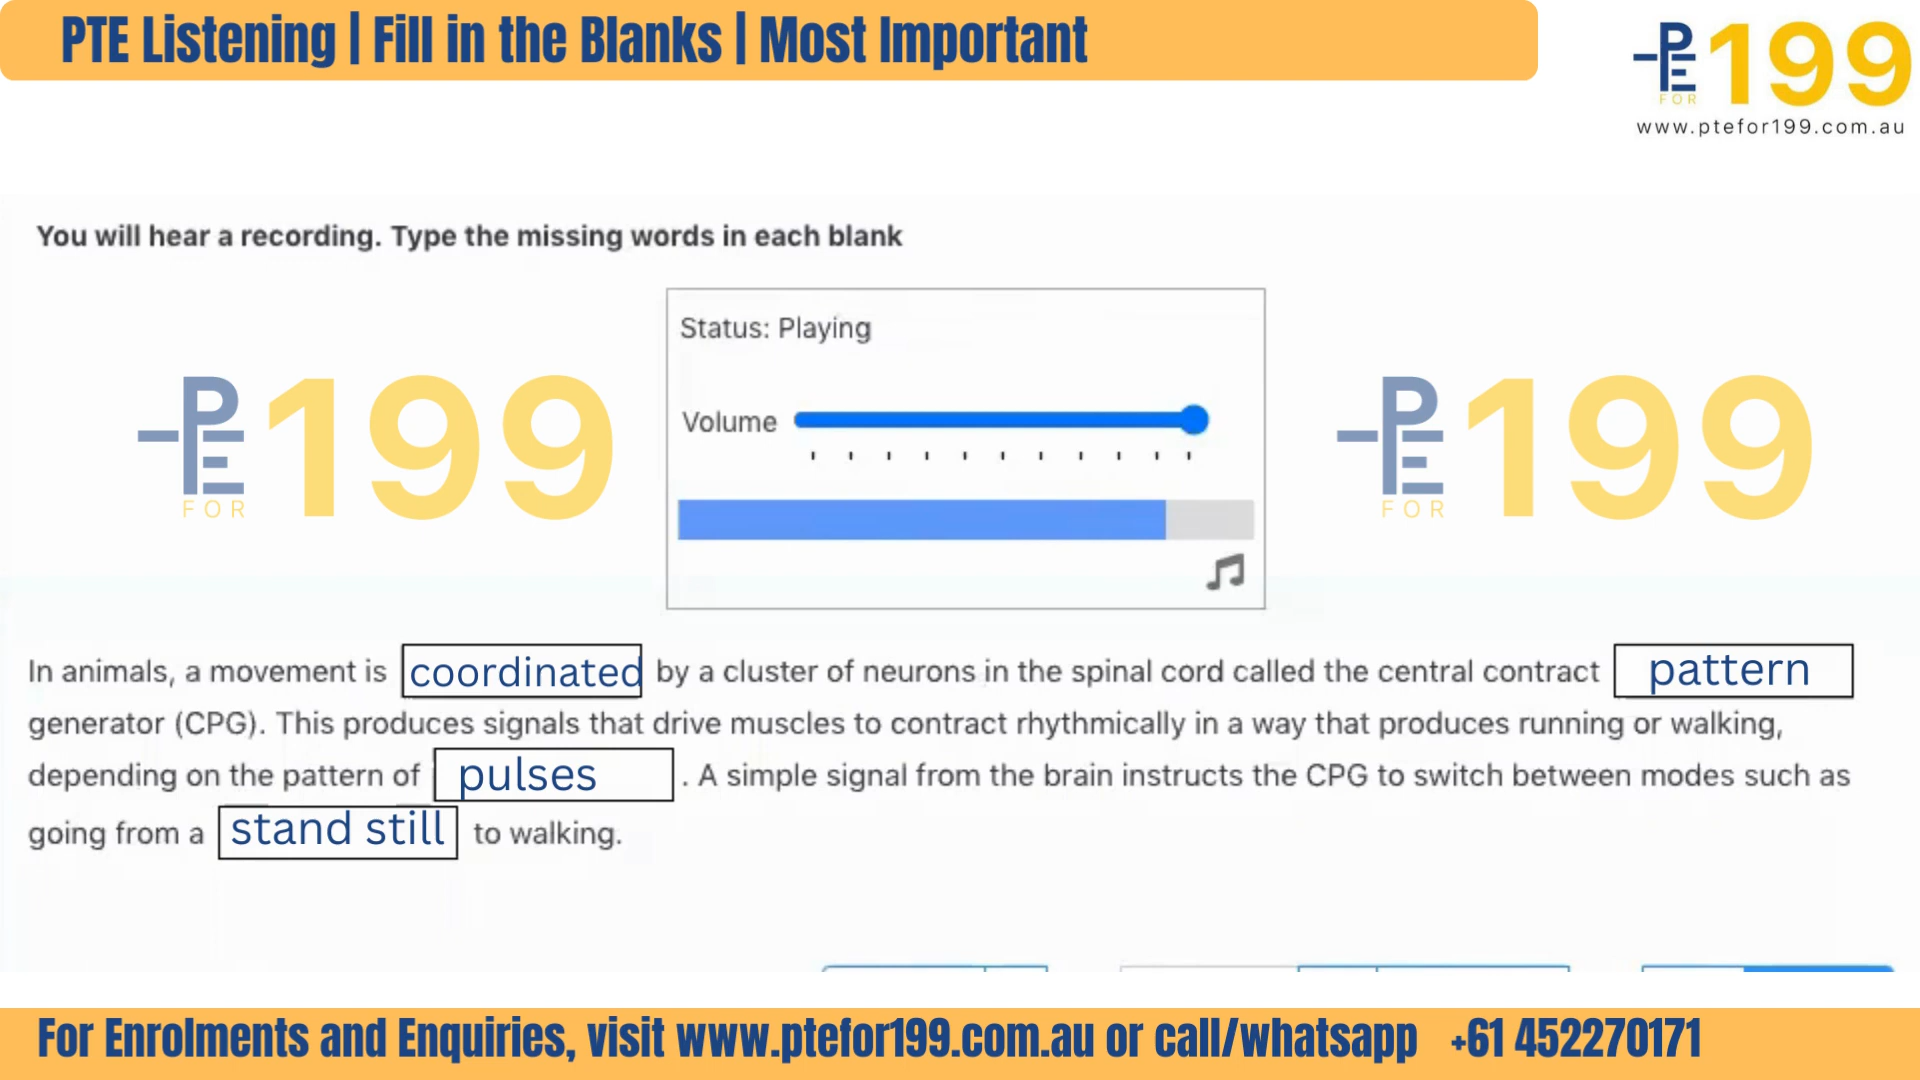 PTE Listening | Fill in the Blanks | Most Important
PE 199
FOR
www.ptefor199.com.au
You will hear a recording. Type the missing words in each blank
Status: Playing
Volume
PE 199
FOR
PE 199
FOR
In animals, a movement is coordinated by a cluster of neurons in the spinal cord called the central contract pattern
generator (CPG). This produces signals that drive muscles to contract rhythmically in a way that produces running or walking,
depending on the pattern of pulses . A simple signal from the brain instructs the CPG to switch between modes such as
going from a stand still to walking.
For Enrolments and Enquiries, visit www.ptefor199.com.au or call/whatsapp +61 452270171